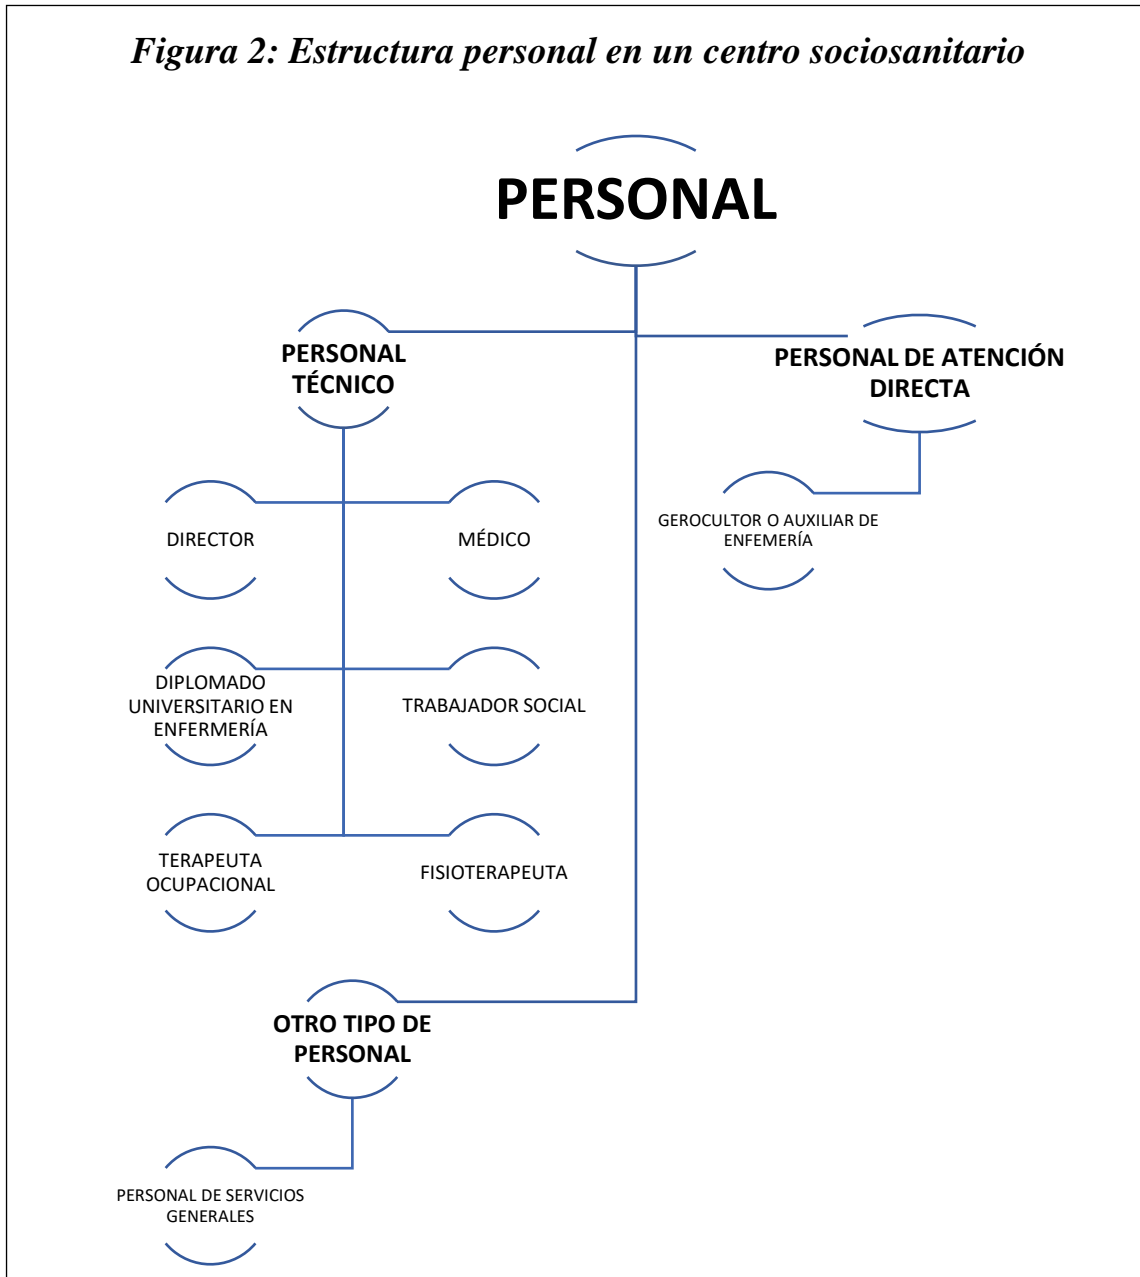 Figura 2: Estructura personal en un centro sociosanitario
PERSONAL
PERSONAL
TÉCNICO
PERSONAL DE ATENCIÓN
DIRECTA
DIRECTOR
MÉDICO
GEROCULTOR O AUXILIAR DE
ENFEMERÍA
DIPLOMADO
UNIVERSITARIO EN
ENFERMERÍA
TRABAJADOR SOCIAL
TERAPEUTA
OCUPACIONAL
FISIOTERAPEUTA
OTRO TIPO DE
PERSONAL
PERSONAL DE SERVICIOS
GENERALES